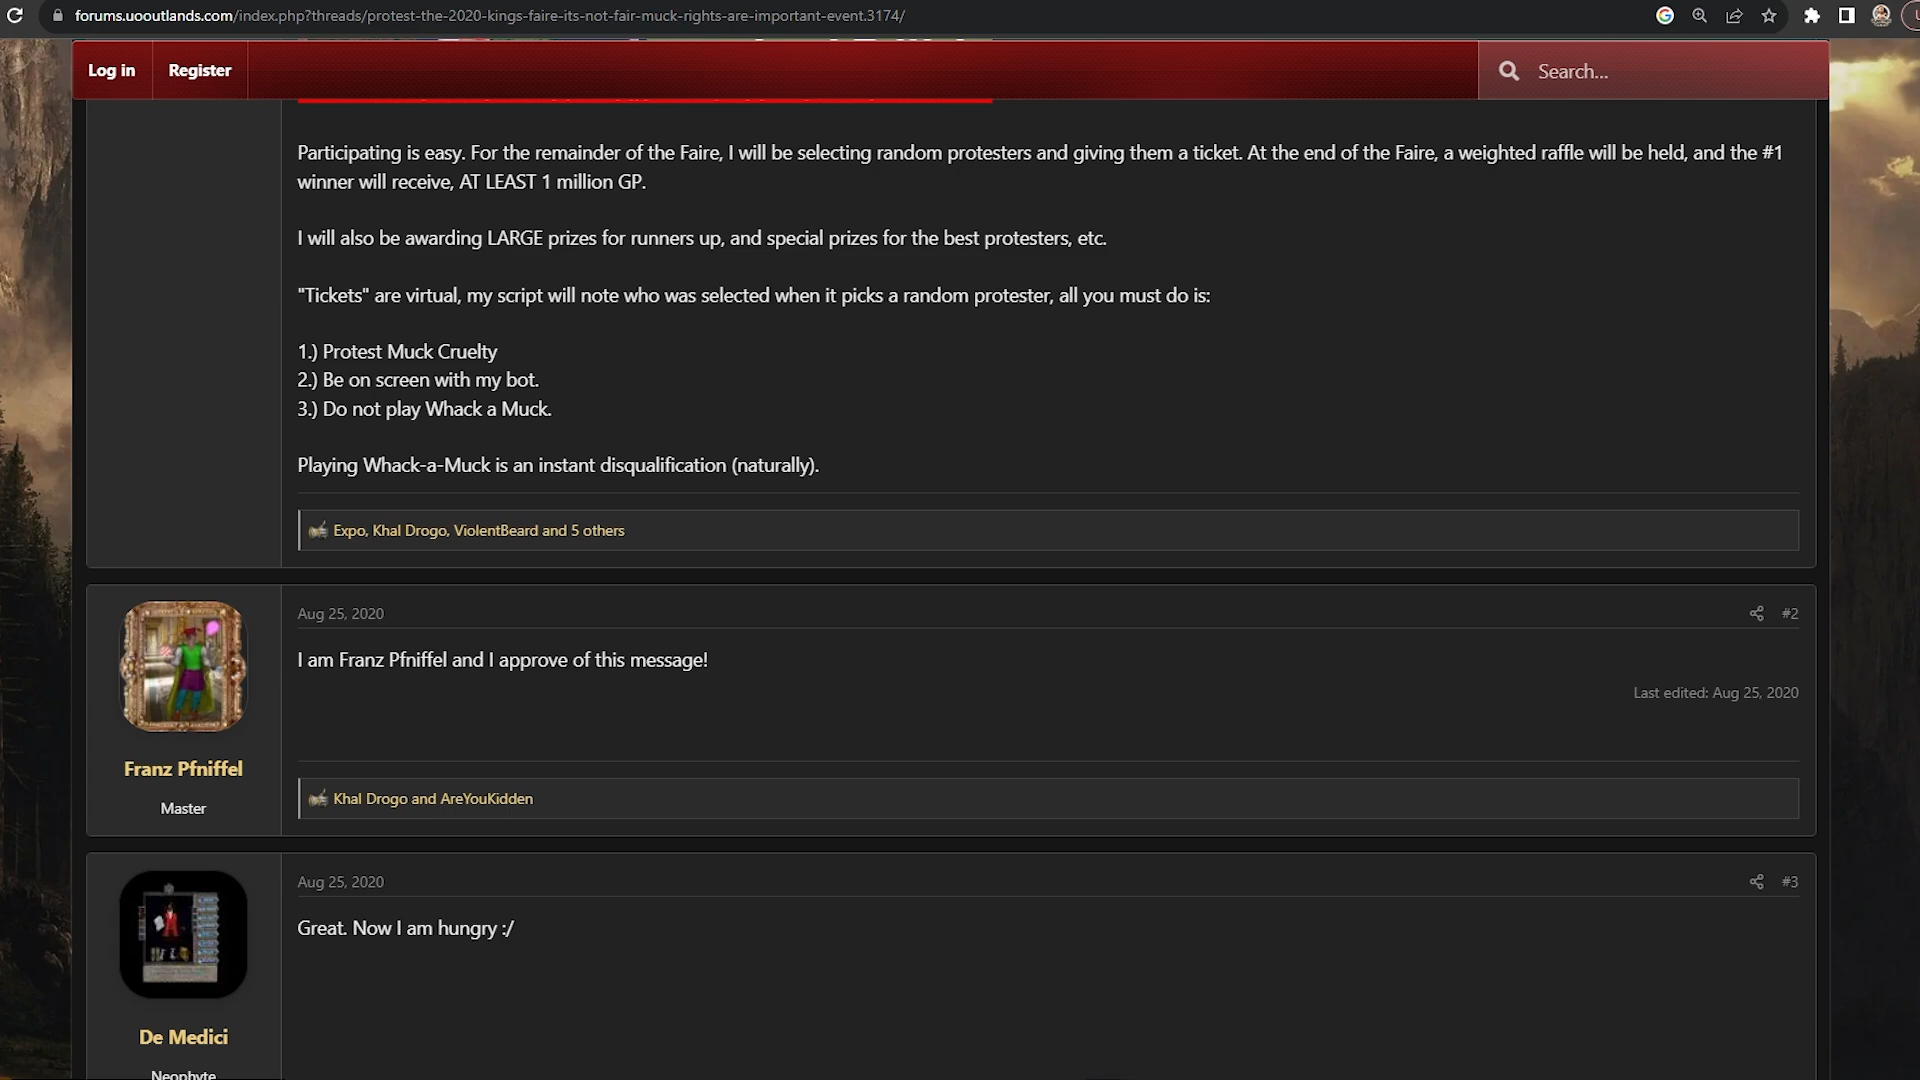 forums.uooutlands.com/index.php?threads/protest-the-2020-kings-faire-its-not-fair-muck-rights-are-important-event.3174/
Log in Register Search...
Participating is easy. For the remainder of the Faire, I will be selecting random protesters and giving them a ticket. At the end of the Faire, a weighted raffle will be held, and the #1
winner will receive, AT LEAST 1 million GP.
I will also be awarding LARGE prizes for runners up, and special prizes for the best protesters, etc.
"Tickets" are virtual, my script will note who was selected when it picks a random protester, all you must do is:
1.) Protest Muck Cruelty
2.) Be on screen with my bot.
3.) Do not play Whack a Muck.
Playing Whack-a-Muck is an instant disqualification (naturally).
Expo, Khal Drogo, ViolentBeard and 5 others
Aug 25, 2020 #2
I am Franz Pfniffel and I approve of this message!
Last edited: Aug 25, 2020
Franz Pfniffel
Master
Khal Drogo and AreYouKidden
Aug 25, 2020 #3
Great. Now I am hungry :/
De Medici
Neophyte